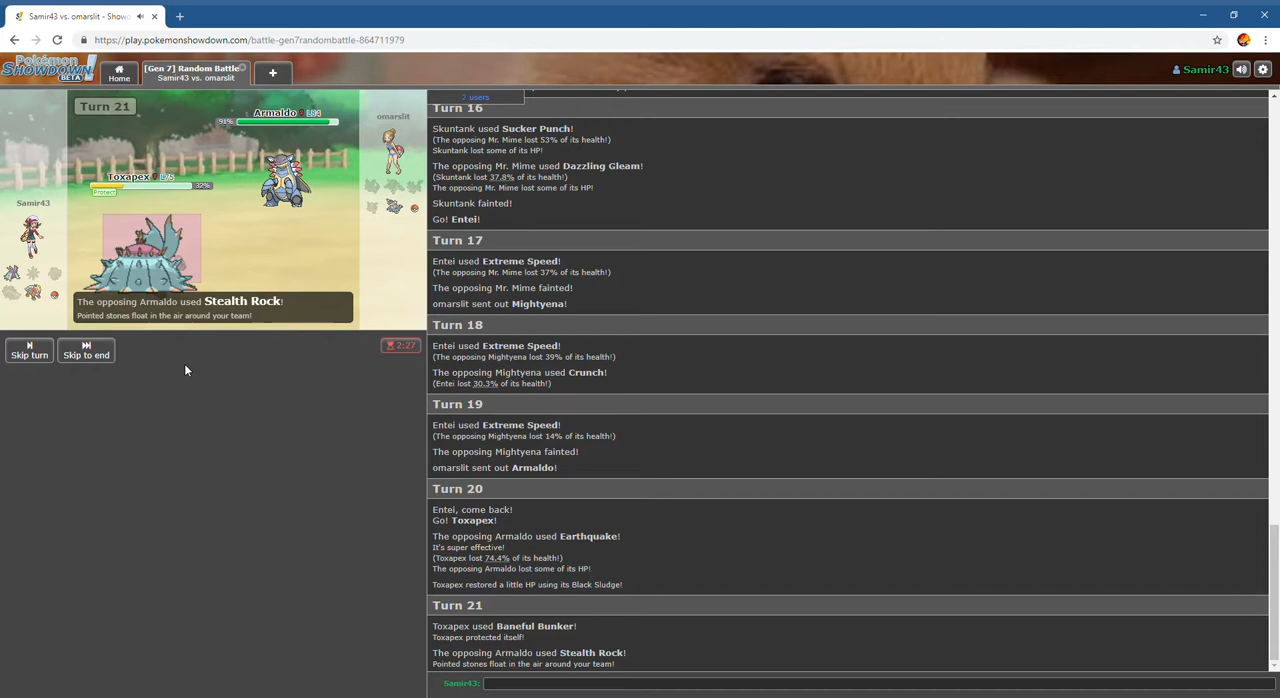 Samir43 vs. omarslit - Showd
https://play.pokemonshowdown.com/battle-gen7randombattle-864711979
Pokémon
SHOWDOWN!
BETA
Home
[Gen 7] Random Battle
Samir43 vs. omarslit
Samir43
Turn 21
Armaldo L84
91%
omarslit
Toxapex L75
32%
Protect
Samir43
The opposing Armaldo used Stealth Rock!
Pointed stones float in the air around your team!
Skip turn
Skip to end
2:27
2 users
Turn 16
Skuntank used Sucker Punch!
(The opposing Mr. Mime lost 53% of its health!)
Skuntank lost some of its HP!
The opposing Mr. Mime used Dazzling Gleam!
(Skuntank lost 37.8% of its health!)
The opposing Mr. Mime lost some of its HP!
Skuntank fainted!
Go! Entei!
Turn 17
Entei used Extreme Speed!
(The opposing Mr. Mime lost 37% of its health!)
The opposing Mr. Mime fainted!
omarslit sent out Mightyena!
Turn 18
Entei used Extreme Speed!
(The opposing Mightyena lost 39% of its health!)
The opposing Mightyena used Crunch!
(Entei lost 30.3% of its health!)
Turn 19
Entei used Extreme Speed!
(The opposing Mightyena lost 14% of its health!)
The opposing Mightyena fainted!
omarslit sent out Armaldo!
Turn 20
Entei, come back!
Go! Toxapex!
The opposing Armaldo used Earthquake!
It's super effective!
(Toxapex lost 74.4% of its health!)
The opposing Armaldo lost some of its HP!
Toxapex restored a little HP using its Black Sludge!
Turn 21
Toxapex used Baneful Bunker!
Toxapex protected itself!
The opposing Armaldo used Stealth Rock!
Pointed stones float in the air around your team!
Samir43: